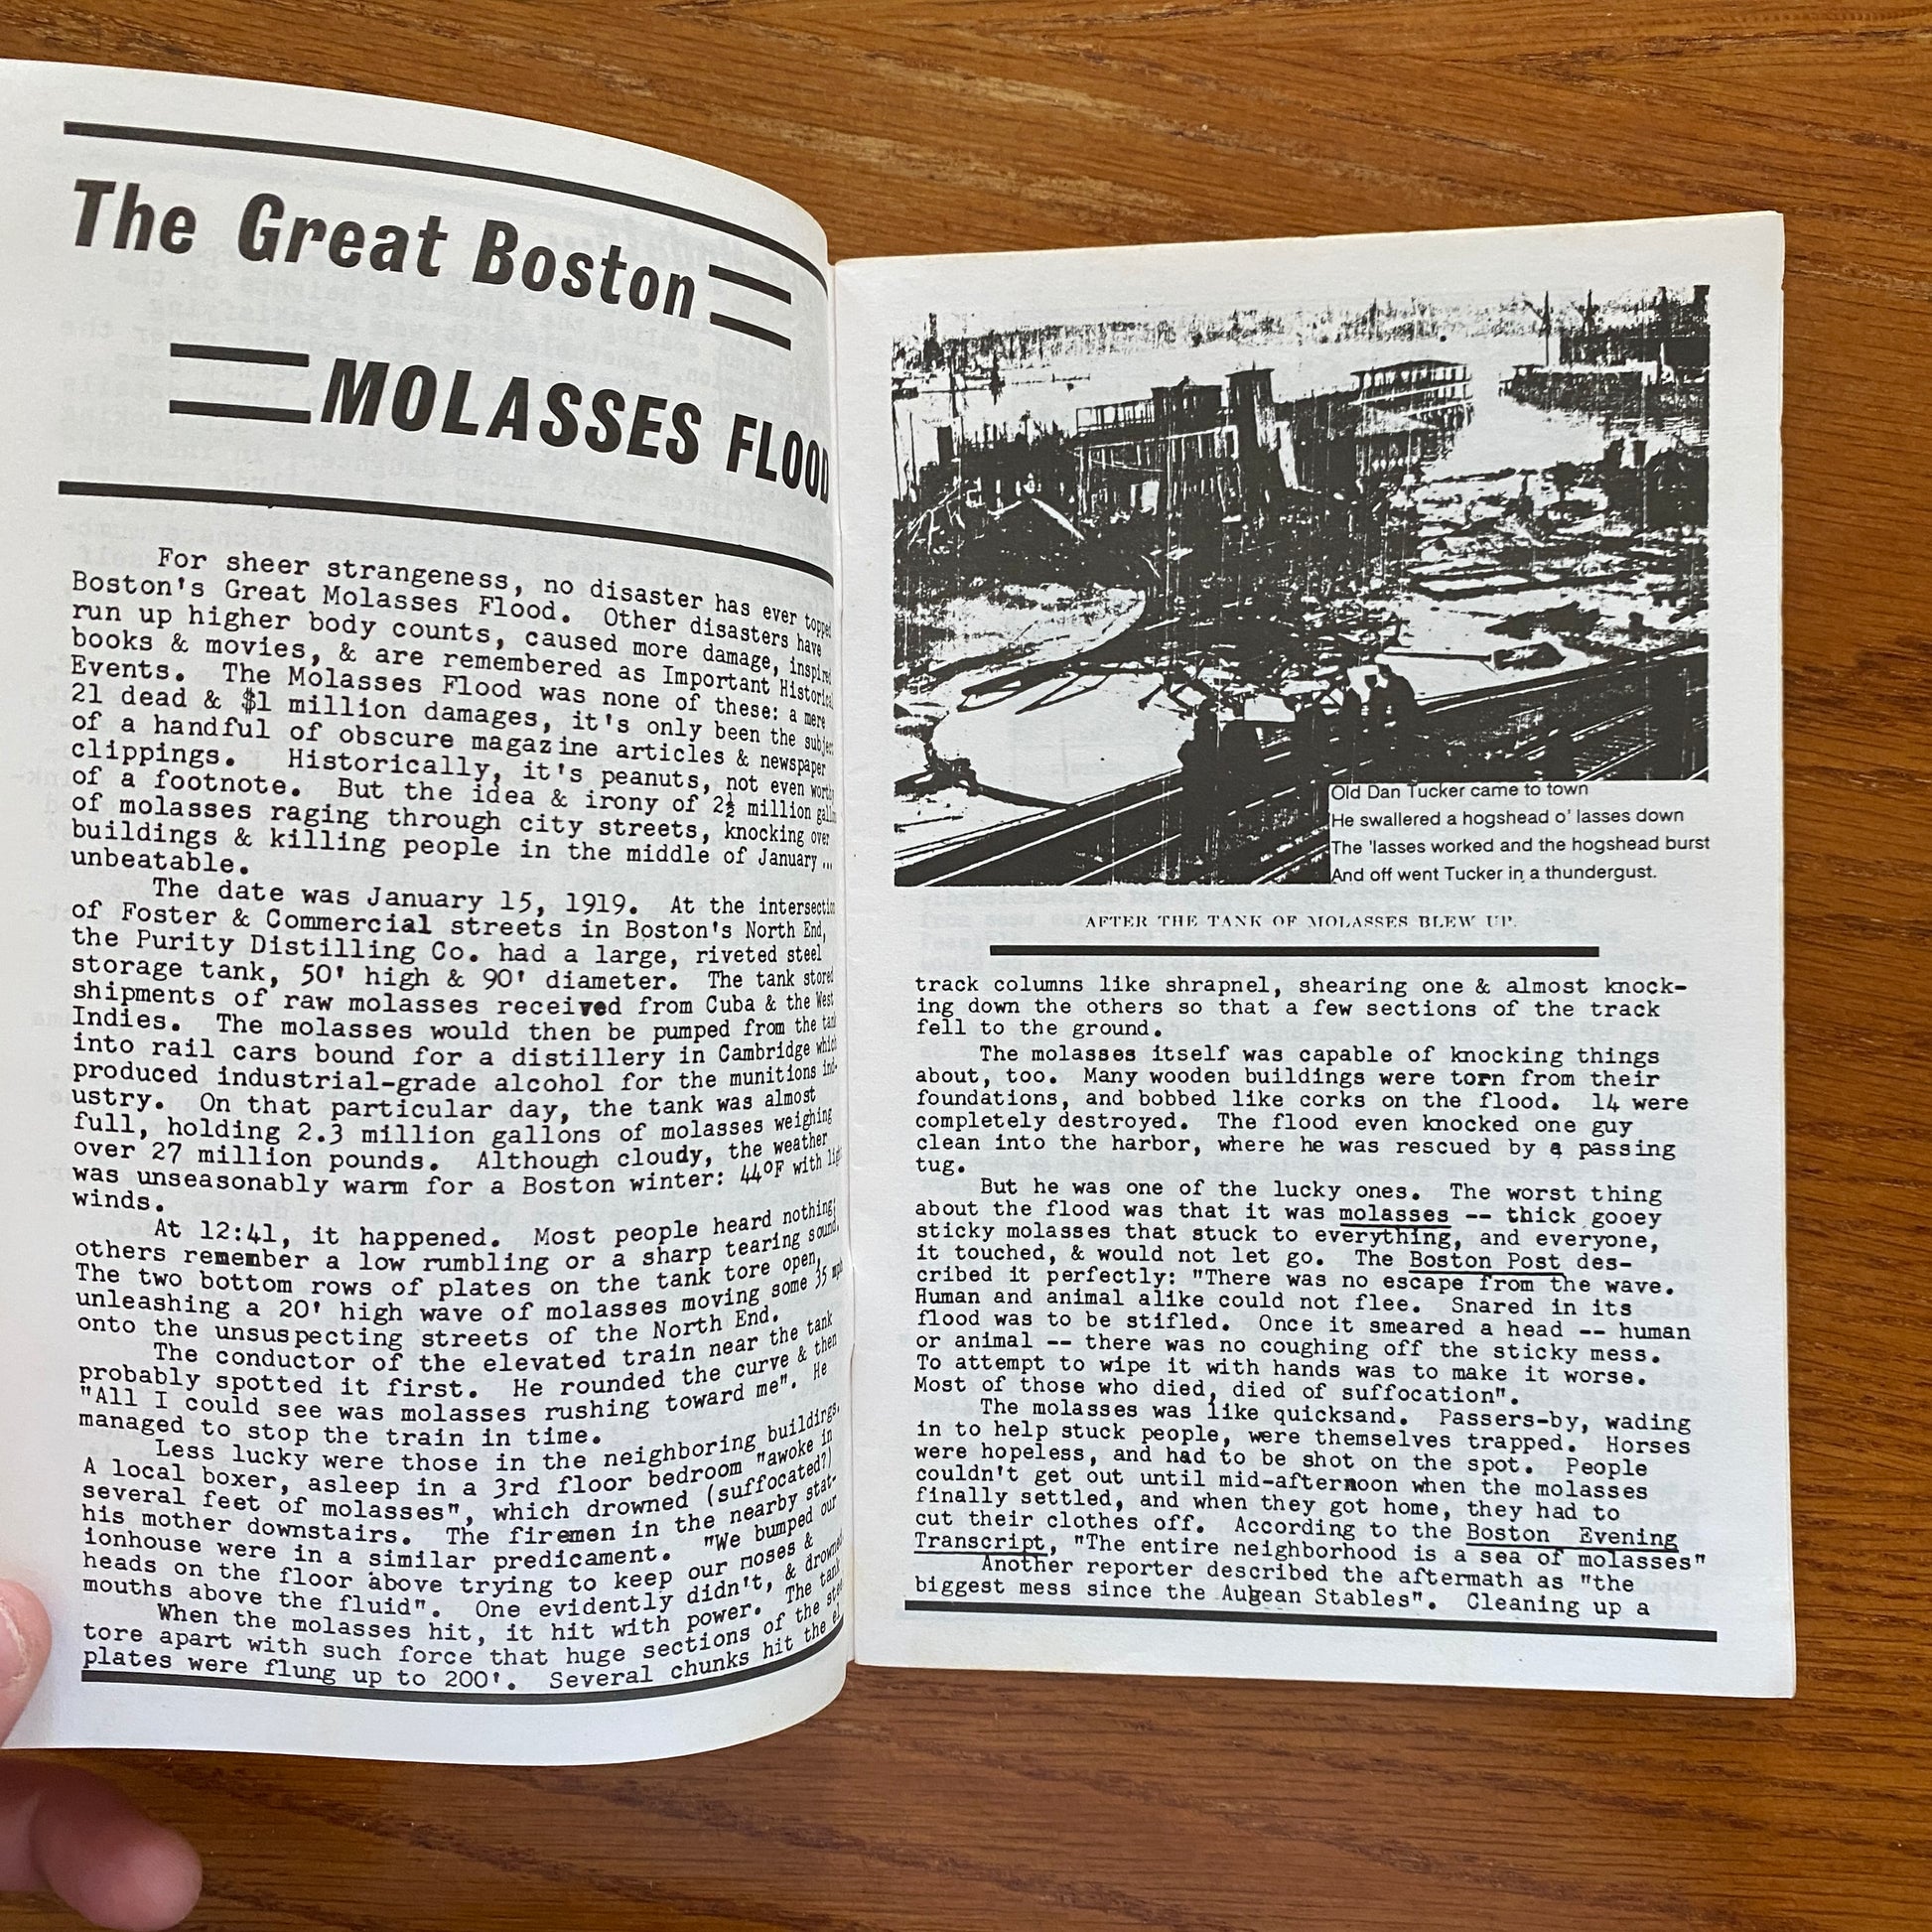 The Great Boston
MOLASSES FLOOD
For sheer strangeness, no disaster has ever topped
Boston's Great Molasses Flood. Other disasters have
run up higher body counts, caused more damage, inspired
books & movies, & are remembered as Important Historical
Events. The Molasses Flood was none of these: a mere
21 dead & $1 million damages, it's only been the subject
of a handful of obscure magazine articles & newspaper
clippings. Historically, it's peanuts, not even worthy
of a footnote. But the idea & irony of 2½ million gallons
of molasses raging through city streets, knocking over
buildings & killing people in the middle of January...
unbeatable.
The date was January 15, 1919. At the intersection
of Foster & Commercial streets in Boston's North End,
the Purity Distilling Co. had a large, riveted steel
storage tank, 50' high & 90' diameter. The tank stored
shipments of raw molasses received from Cuba & the West
Indies. The molasses would then be pumped from the tank
into rail cars bound for a distillery in Cambridge which
produced industrial-grade alcohol for the munitions ind-
ustry. On that particular day, the tank was almost
full, holding 2.3 million gallons of molasses weighing
over 27 million pounds. Although cloudy, the weather
was unseasonably warm for a Boston winter: 44°F with light
winds.
At 12:41, it happened. Most people heard nothing;
others remember a low rumbling or a sharp tearing sound.
The two bottom rows of plates on the tank tore open,
unleashing a 20' high wave of molasses moving some 35 mph
onto the unsuspecting streets of the North End.
The conductor of the elevated train near the tank
probably spotted it first. He rounded the curve & then
"All I could see was molasses rushing toward me". He
managed to stop the train in time.
Less lucky were those in the neighboring buildings.
A local boxer, asleep in a 3rd floor bedroom "awoke in
several feet of molasses", which drowned (suffocated?)
his mother downstairs. The firemen in the nearby stat-
ionhouse were in a similar predicament. "We bumped our
heads on the floor above trying to keep our noses &
mouths above the fluid". One evidently didn't, & drowned.
When the molasses hit, it hit with power. The tank
tore apart with such force that huge sections of the steel
plates were flung up to 200'. Several chunks hit the el
Old Dan Tucker came to town
He swallered a hogshead o' lasses down
The 'lasses worked and the hogshead burst
And off went Tucker in a thundergust.
AFTER THE TANK OF MOLASSES BLEW UP.
track columns like shrapnel, shearing one & almost knock-
ing down the others so that a few sections of the track
fell to the ground.
The molasses itself was capable of knocking things
about, too. Many wooden buildings were torn from their
foundations, and bobbed like corks on the flood. 14 were
completely destroyed. The flood even knocked one guy
clean into the harbor, where he was rescued by a passing
tug.
But he was one of the lucky ones. The worst thing
about the flood was that it was molasses -- thick gooey
sticky molasses that stuck to everything, and everyone,
it touched, & would not let go. The Boston Post des-
cribed it perfectly: "There was no escape from the wave.
Human and animal alike could not flee. Snared in its
flood was to be stifled. Once it smeared a head -- human
or animal -- there was no coughing off the sticky mess.
To attempt to wipe it with hands was to make it worse.
Most of those who died, died of suffocation".
The molasses was like quicksand. Passers-by, wading
in to help stuck people, were themselves trapped. Horses
were hopeless, and had to be shot on the spot. People
couldn't get out until mid-afternoon when the molasses
finally settled, and when they got home, they had to
cut their clothes off. According to the Boston Evening
Transcript, "The entire neighborhood is a sea of molasses"
Another reporter described the aftermath as "the
biggest mess since the Augean Stables". Cleaning up a